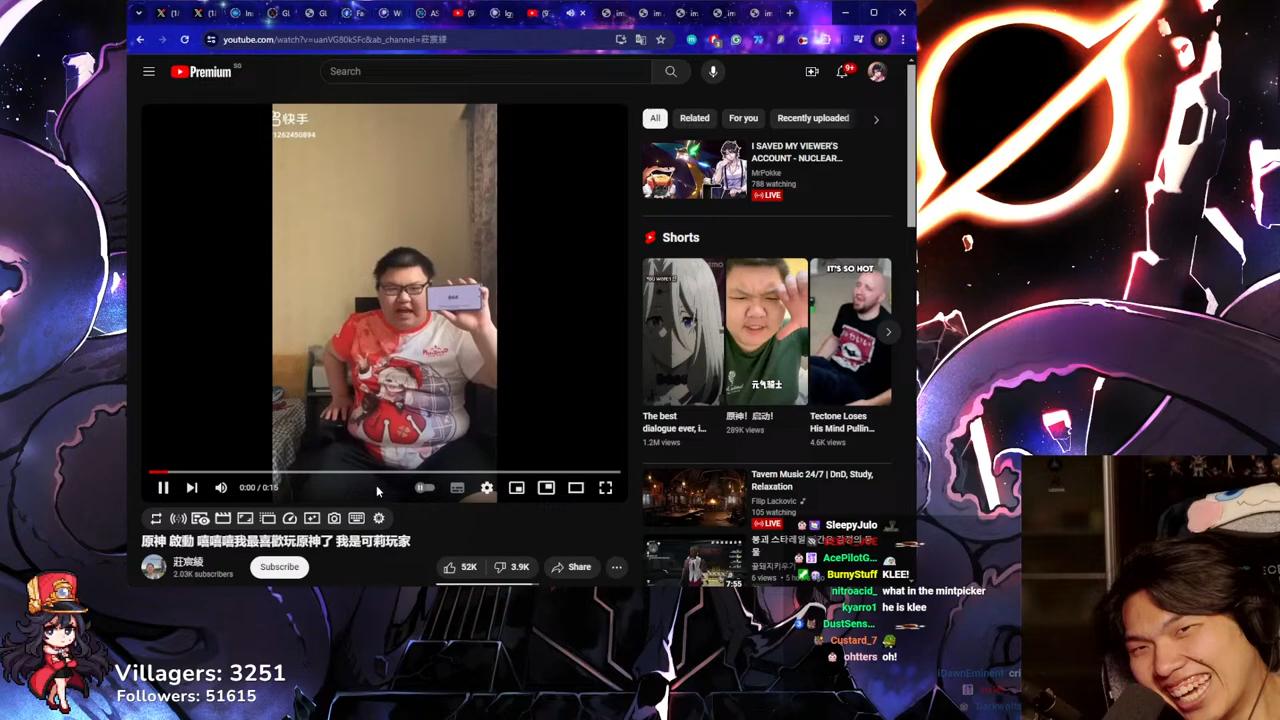 youtube.com/watch?v=uanVG80kSFc&ab_channel=莊宸綾
Premium SG
Search
9+
K
快手
1262450894
All
Related
For you
Recently uploaded
I SAVED MY VIEWER'S
ACCOUNT - NUCLEAR...
MrPokke
788 watching
LIVE
Shorts
IT'S SO HOT
元气骑士
The best
dialogue ever, i...
1.2M views
原神！启动！
289K views
Tectone Loses
His Mind Pullin...
4.6K views
0:00 / 0:15
Tavern Music 24/7 | DnD, Study,
Relaxation
Filip Lackovic
105 watching
LIVE
7:55
原神 啟動 嘻嘻嘻我最喜歡玩原神了 我是可莉玩家
莊宸綾
2.03K subscribers
Subscribe
52K
3.9K
Share
SleepyJulo
AcePilotG...
BurnyStuff KLEE!
nitroacid_ what in the mintpicker
kyarro1 he is klee
DustSens...
Custard_7
ohtters oh!
iDawnEminent cri
Villagers: 3251
Followers: 51615